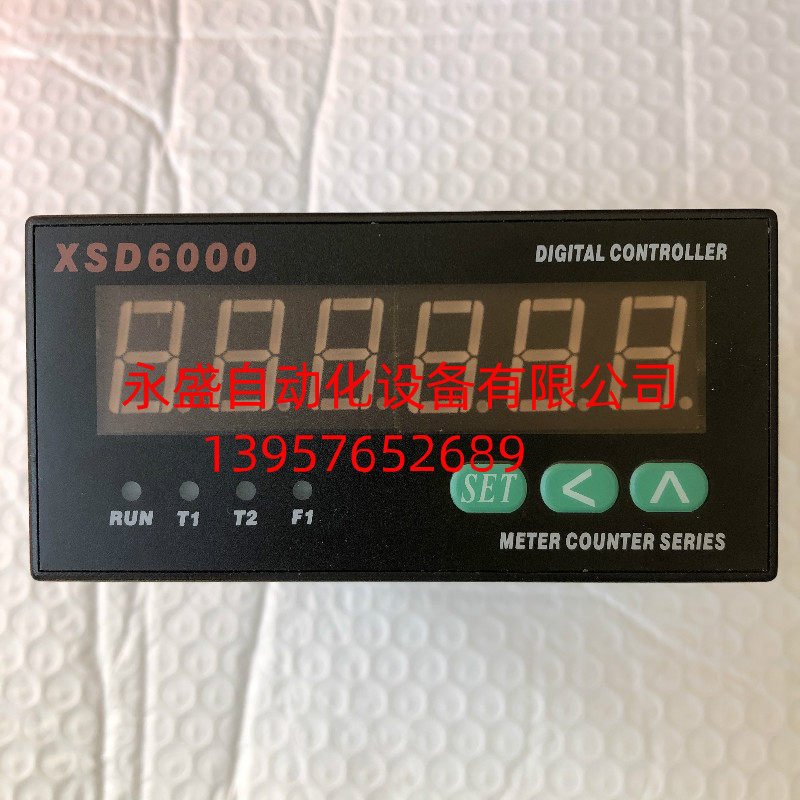 XSD6000
DIGITAL CONTROLLER
永盛自动化设备有限公司
13957652689
SET < ∧
RUN T1 T2 F1
METER COUNTER SERIES